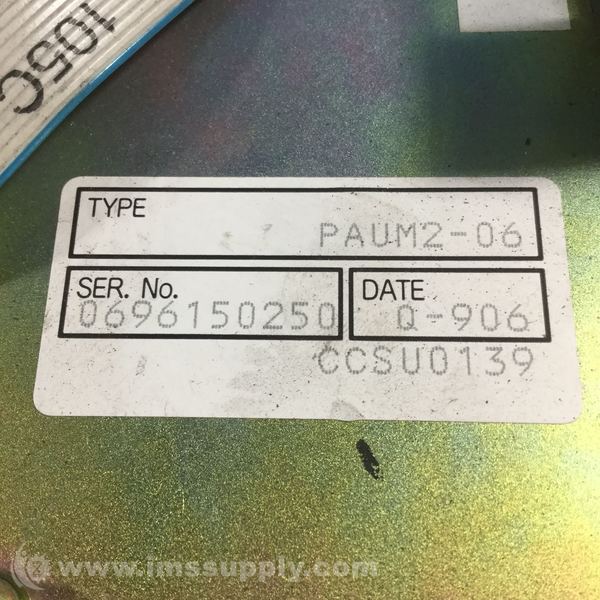 105C
TYPE
PAUM2-06
SER. No.
0696150250
DATE
Q-906
CCSU0139
www.imssupply.com